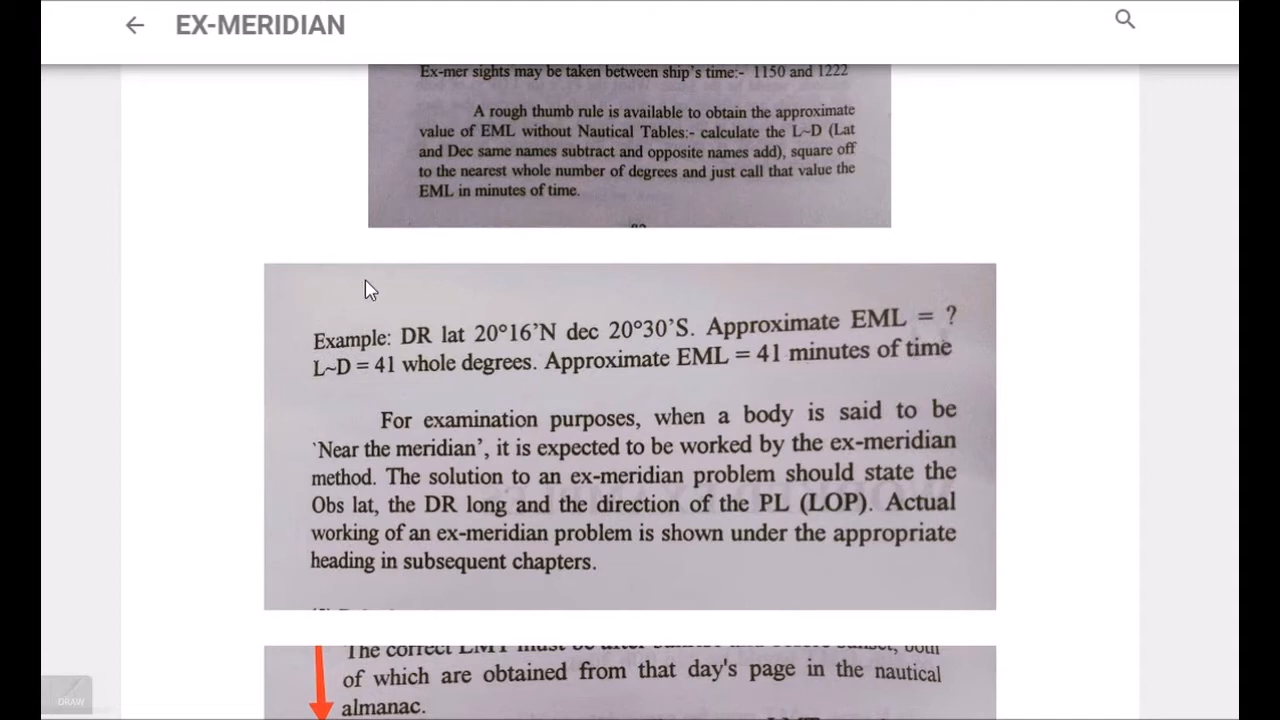 EX-MERIDIAN
Ex-mer sights may be taken between ship's time:- 1150 and 1222
A rough thumb rule is available to obtain the approximate
value of EML without Nautical Tables:- calculate the L~D (Lat
and Dec same names subtract and opposite names add), square off
to the nearest whole number of degrees and just call that value the
EML in minutes of time.
Example: DR lat 20°16'N dec 20°30'S. Approximate EML = ?
L~D = 41 whole degrees. Approximate EML = 41 minutes of time
For examination purposes, when a body is said to be
`Near the meridian', it is expected to be worked by the ex-meridian
method. The solution to an ex-meridian problem should state the
Obs lat, the DR long and the direction of the PL (LOP). Actual
working of an ex-meridian problem is shown under the appropriate
heading in subsequent chapters.
The correct LMT must be after both
of which are obtained from that day's page in the nautical
almanac.
DRAW